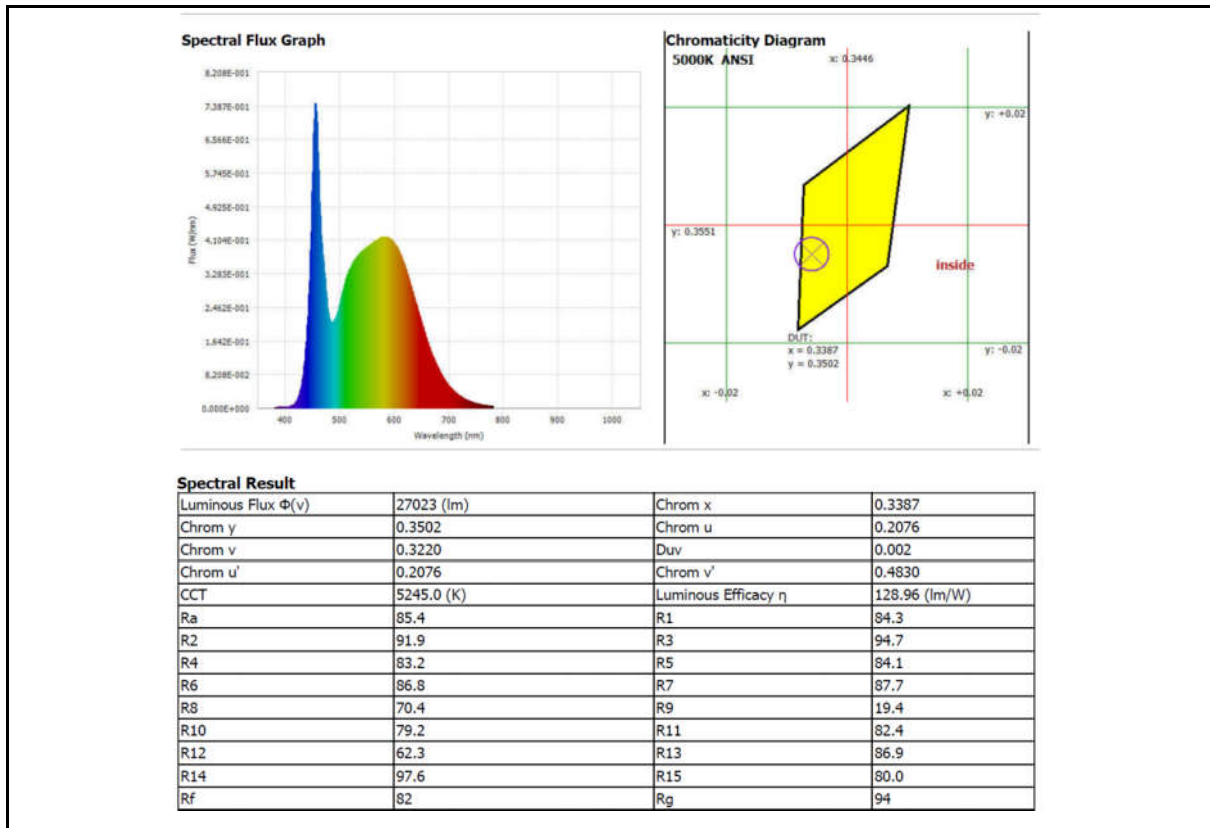 Spectral Flux Graph
8.208E-001
7.387E-001
6.566E-001
5.745E-001
4.925E-001
4.104E-001
3.283E-001
2.462E-001
1.642E-001
8.208E-002
0.000E+000
Flux (W/nm)
400 500 600 700 800 900 1000
Wavelength (nm)
Chromaticity Diagram
5000K ANSI
x: 0.3446
y: +0.02
y: 0.3551
inside
DUT:
x = 0.3387
y = 0.3502
y: -0.02
x: -0.02
x: +0.02
Spectral Result
Luminous Flux Φ(v) 27023 (lm) Chrom x 0.3387
Chrom y 0.3502 Chrom u 0.2076
Chrom v 0.3220 Duv 0.002
Chrom u' 0.2076 Chrom v' 0.4830
CCT 5245.0 (K) Luminous Efficacy η 128.96 (lm/W)
Ra 85.4 R1 84.3
R2 91.9 R3 94.7
R4 83.2 R5 84.1
R6 86.8 R7 87.7
R8 70.4 R9 19.4
R10 79.2 R11 82.4
R12 62.3 R13 86.9
R14 97.6 R15 80.0
Rf 82 Rg 94